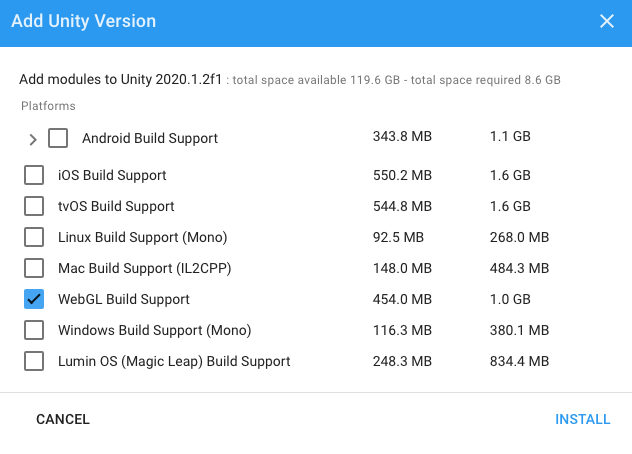 Add Unity Version
Add modules to Unity 2020.1.2f1 : total space available 119.6 GB - total space required 8.6 GB
Platforms
Android Build Support 343.8 MB 1.1 GB
iOS Build Support 550.2 MB 1.6 GB
tvOS Build Support 544.8 MB 1.6 GB
Linux Build Support (Mono) 92.5 MB 268.0 MB
Mac Build Support (IL2CPP) 148.0 MB 484.3 MB
WebGL Build Support 454.0 MB 1.0 GB
Windows Build Support (Mono) 116.3 MB 380.1 MB
Lumin OS (Magic Leap) Build Support 248.3 MB 834.4 MB
CANCEL INSTALL